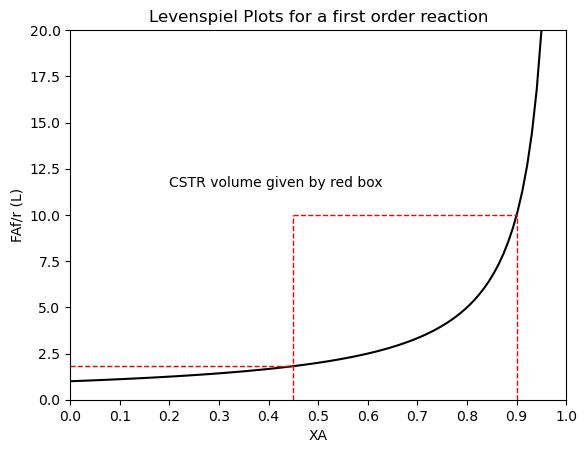 Levenspiel Plots for a first order reaction
20.0
17.5
15.0
12.5
10.0
7.5
5.0
2.5
0.0
FAf/r (L)
CSTR volume given by red box
0.0 0.1 0.2 0.3 0.4 0.5 0.6 0.7 0.8 0.9 1.0
XA